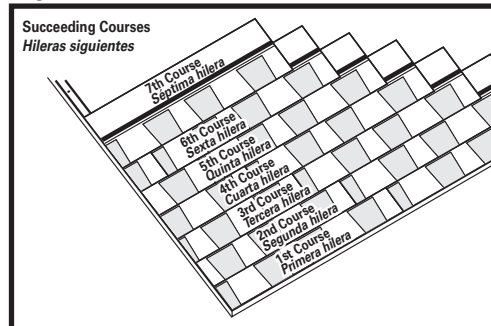 Succeeding Courses
Hileras siguientes
7th Course
Séptima hilera
6th Course
Sexta hilera
5th Course
Quinta hilera
4th Course
Cuarta hilera
3rd Course
Tercera hilera
2nd Course
Segunda hilera
1st Course
Primera hilera